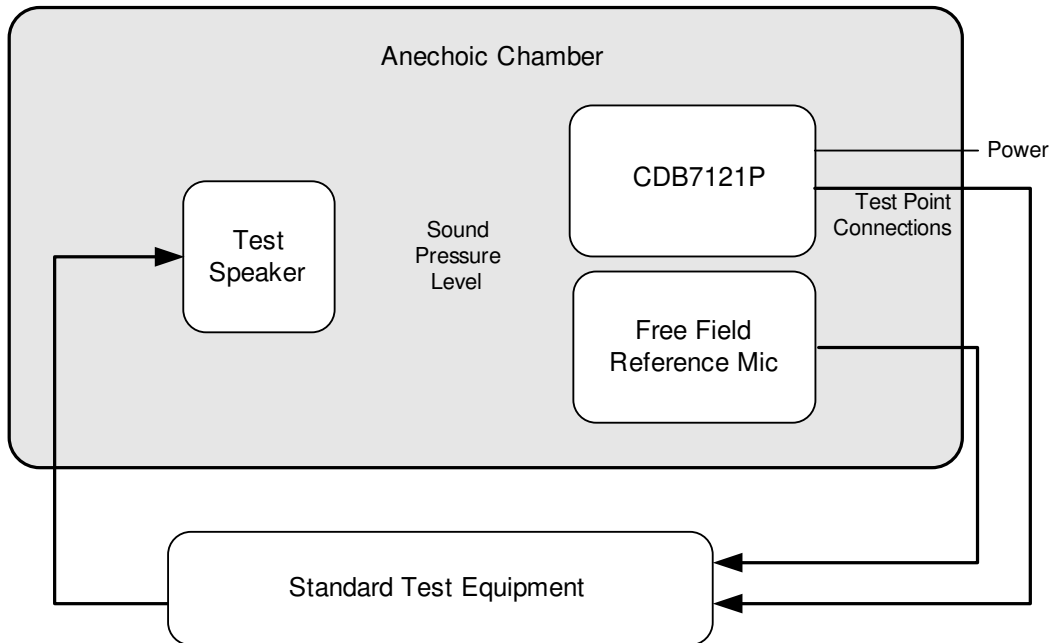 Anechoic Chamber
CDB7121P
Power
Test Point
Connections
Test
Speaker
Sound
Pressure
Level
Free Field
Reference Mic
Standard Test Equipment